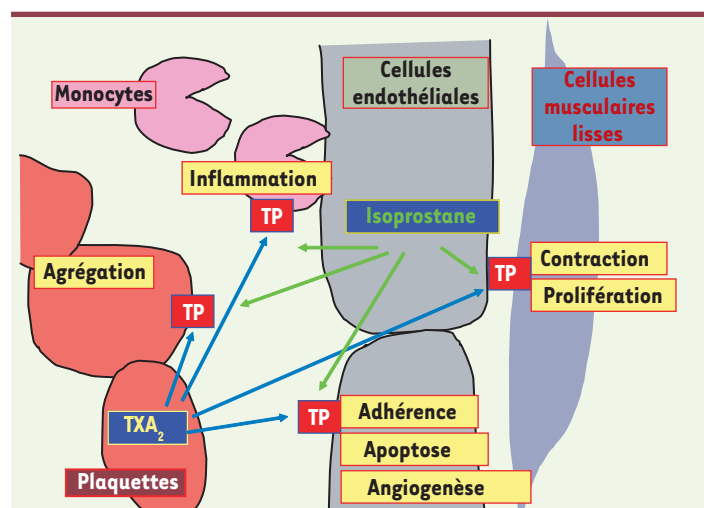 Monocytes
Cellules
endothéliales
Cellules
musculaires
lisses
Inflammation
TP
Isoprostane
Agrégation
TP
TP
Contraction
Prolifération
TXA₂
TP
Adhérence
Apoptose
Angiogenèse
Plaquettes